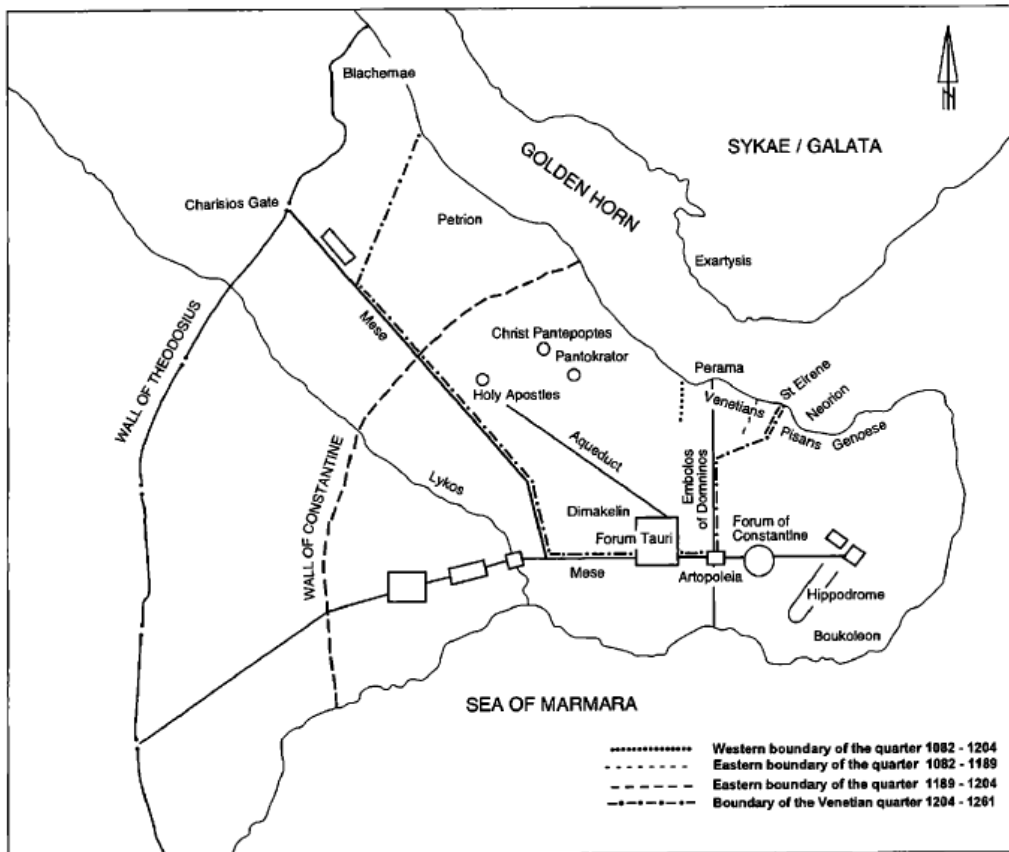 Blachernae
SYKAE / GALATA
GOLDEN HORN
Charisios Gate
Petrion
Exartysis
WALL OF THEODOSIUS
Mese
Christ Pantepoptes
Pantokrator
Holy Apostles
Perama
St Eirene
Venetians
Neorion
Pisans
Genoese
WALL OF CONSTANTINE
Aqueduct
Lykos
Embolos
of Domninos
Dimakelin
Forum Tauri
Forum of
Constantine
Mese
Artopoleia
Hippodrome
Boukoleon
SEA OF MARMARA
Western boundary of the quarter 1082 - 1204
Eastern boundary of the quarter 1082 - 1189
Eastern boundary of the quarter 1189 - 1204
Boundary of the Venetian quarter 1204 - 1261
N